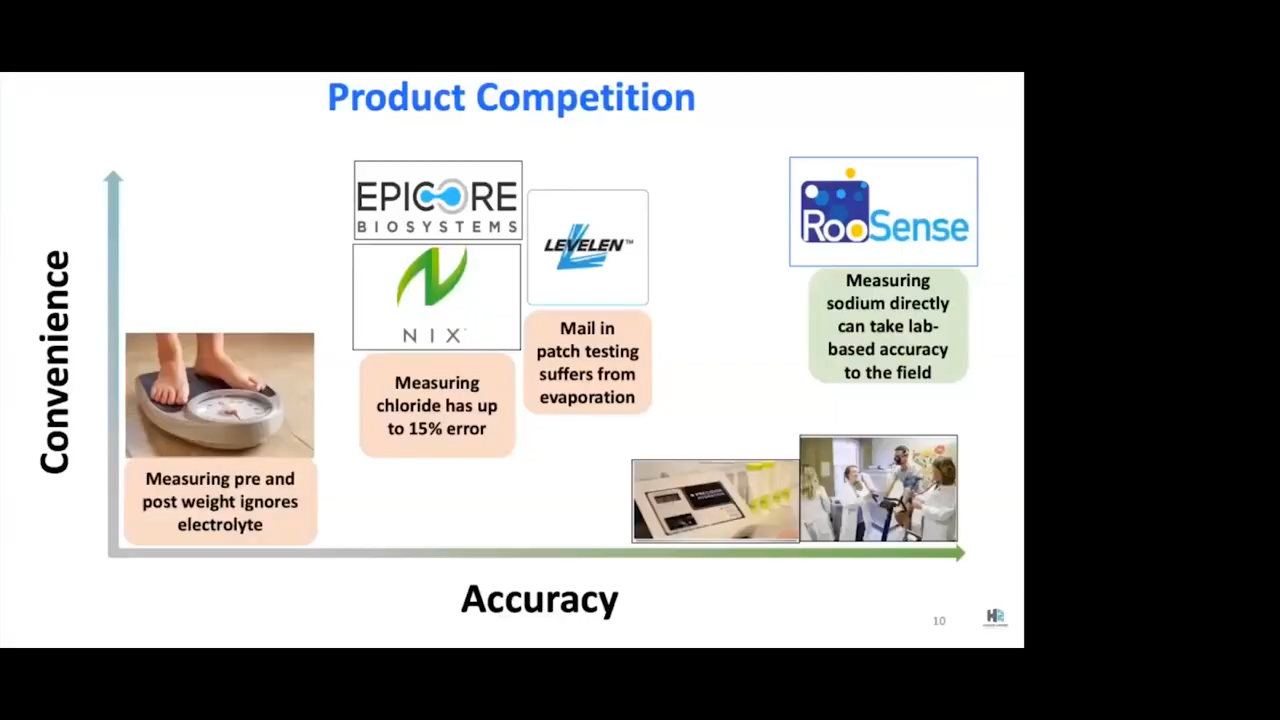 Product Competition
EPICORE
BIOSYSTEMS
NIX
LEVELEN™
RooSense
Measuring
sodium directly
can take lab-
based accuracy
to the field
Mail in
patch testing
suffers from
evaporation
Measuring
chloride has up
to 15% error
Measuring pre and
post weight ignores
electrolyte
Convenience
Accuracy
10
H2